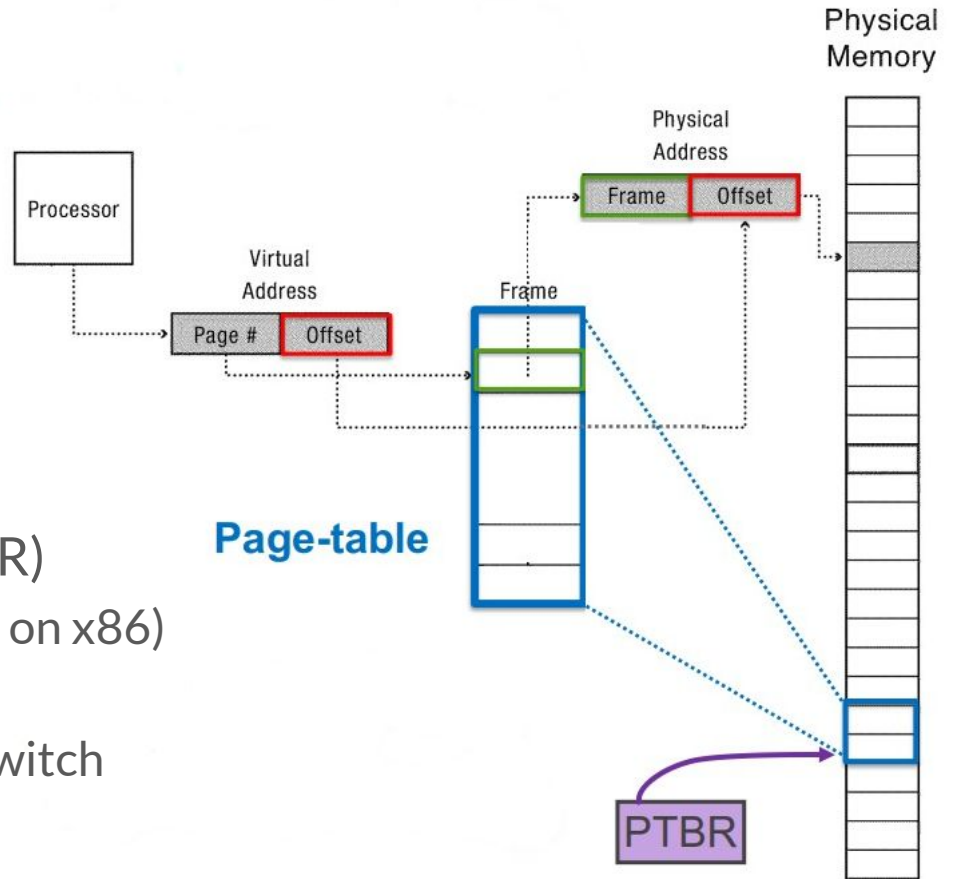 Physical
Memory
Physical
Address
Processor
Frame
Offset
Virtual
Address
Frame
Page #
Offset
R)
Page-table
on x86)
witch
PTBR